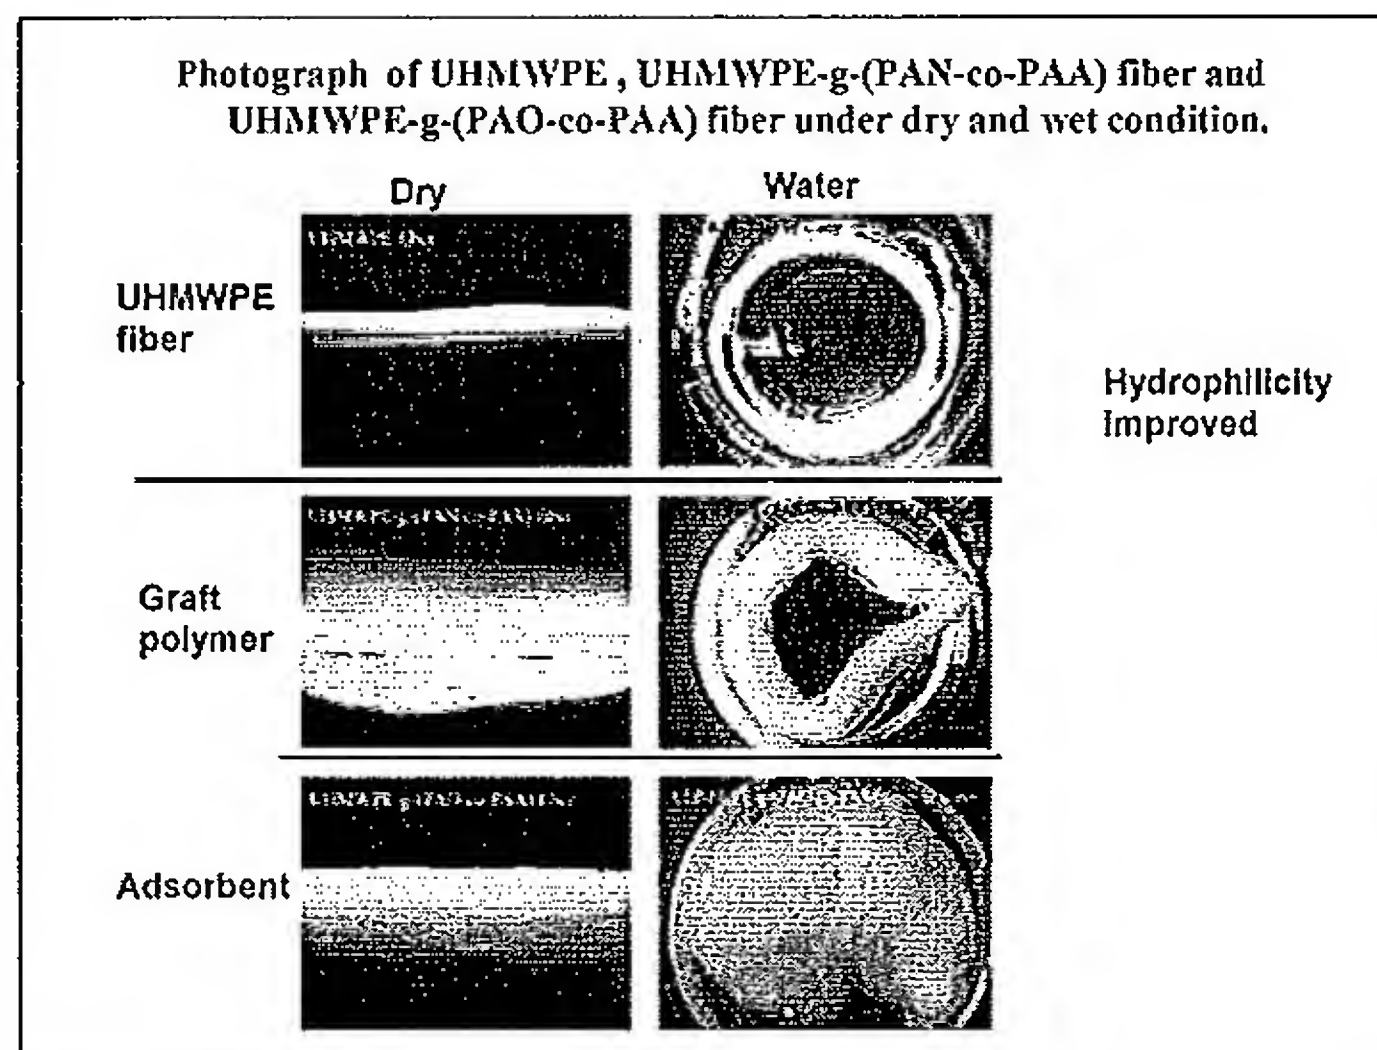 Photograph of UHMWPE , UHMWPE-g-(PAN-co-PAA) fiber and
UHMWPE-g-(PAO-co-PAA) fiber under dry and wet condition.
Dry
Water
UHMWPE
fiber
Hydrophilicity
Improved
Graft
polymer
Adsorbent